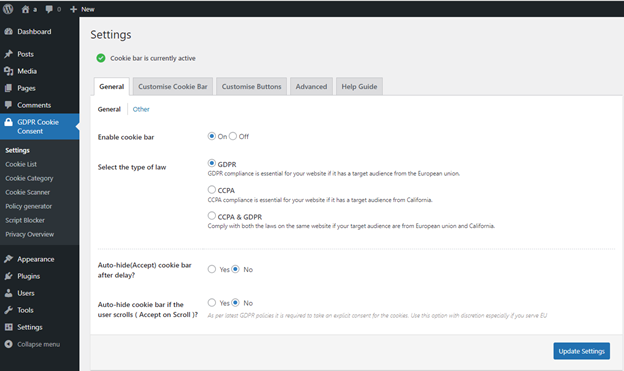 a 0 New
Dashboard
Posts
Media
Pages
Comments
GDPR Cookie
Consent
Settings
Cookie List
Cookie Category
Cookie Scanner
Policy generator
Script Blocker
Privacy Overview
Appearance
Plugins
Users
Tools
Settings
Collapse menu
Settings
Cookie bar is currently active
General Customise Cookie Bar Customise Buttons Advanced Help Guide
General Other
Enable cookie bar On Off
Select the type of law GDPR
GDPR compliance is essential for your website if it has a target audience from the European union.
CCPA
CCPA compliance is essential for your website if it has a target audience from California.
CCPA & GDPR
Comply with both the laws on the same website if your target audience are from European union and California.
Auto-hide(Accept) cookie bar
after delay? Yes No
Auto-hide cookie bar if the
user scrolls ( Accept on Scroll )? Yes No
As per latest GDPR policies it is required to take an explicit consent for the cookies. Use this option with discretion especially if you serve EU
Update Settings